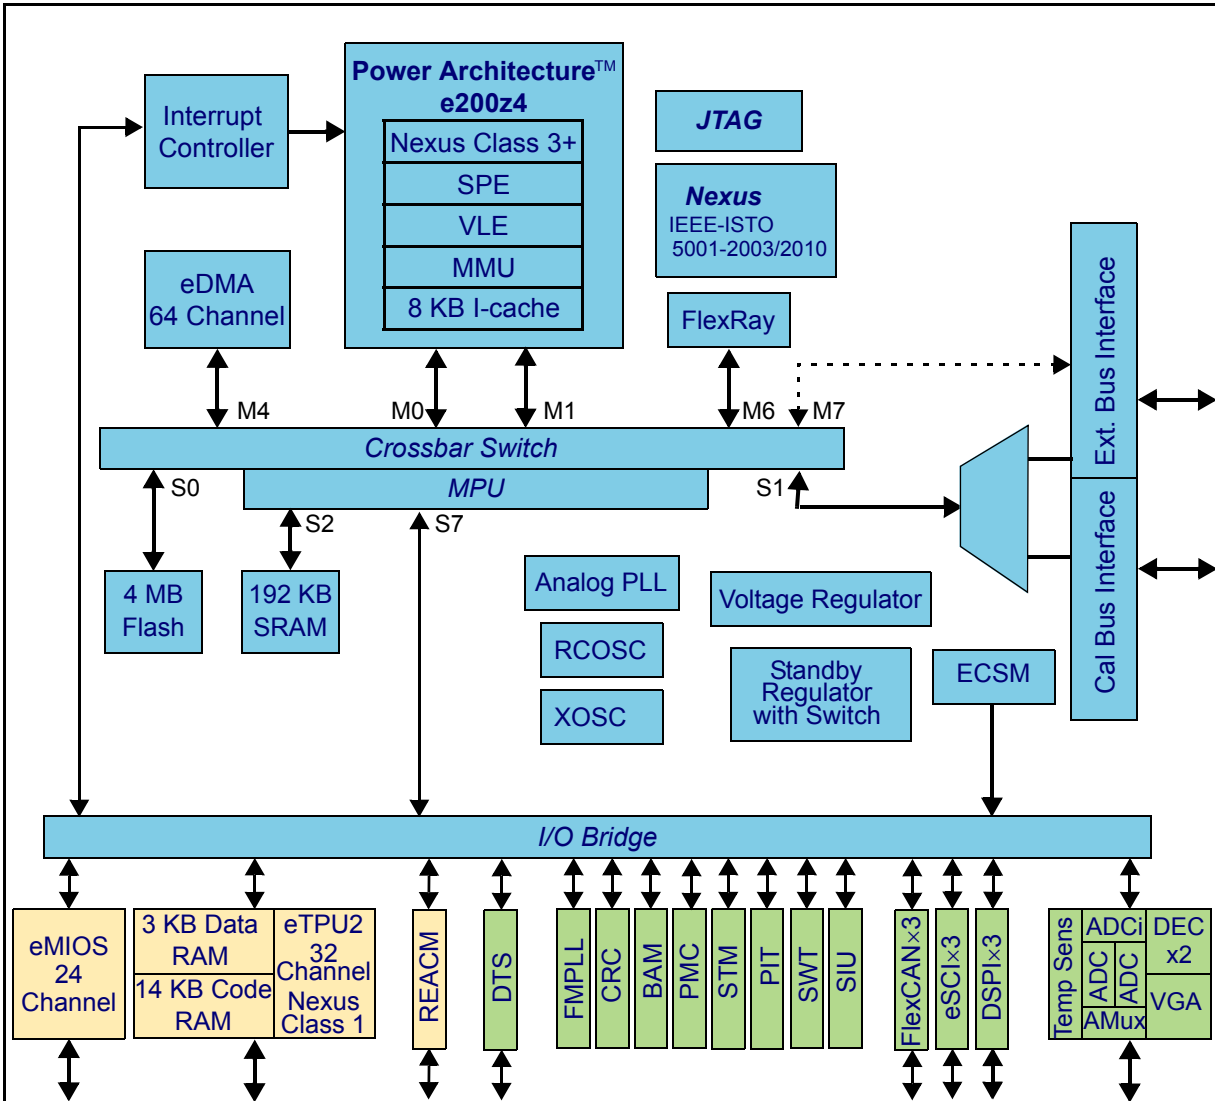 Power Architecture™
e200z4
Nexus Class 3+
SPE
VLE
MMU
8 KB I-cache
Interrupt
Controller
JTAG
Nexus
IEEE-ISTO
5001-2003/2010
eDMA
64 Channel
FlexRay
Ext. Bus Interface
Cal Bus Interface
M4
M0
M1
M6
M7
Crossbar Switch
MPU
S0
S2
S7
S1
4 MB
Flash
192 KB
SRAM
Analog PLL
RCOSC
XOSC
Voltage Regulator
Standby
Regulator
with Switch
ECSM
I/O Bridge
eMIOS
24
Channel
3 KB Data
RAM
14 KB Code
RAM
eTPU2
32
Channel
Nexus
Class 1
REACM
DTS
FMPLL
CRC
BAM
PMC
STM
PIT
SWT
SIU
FlexCAN×3
eSCI×3
DSPI×3
Temp Sens
ADCi
ADC
ADC
AMux
DEC
x2
VGA